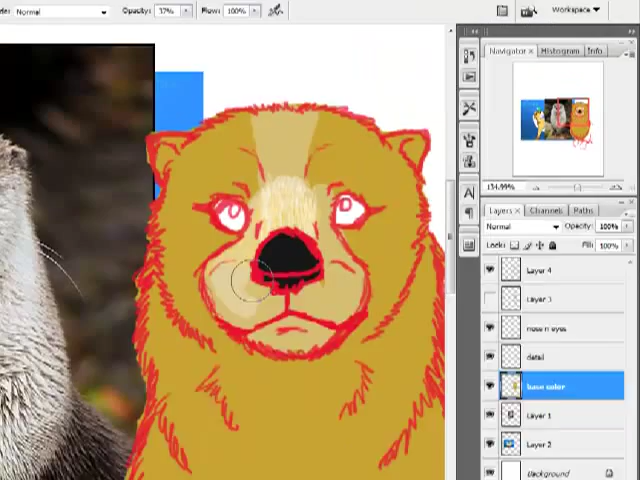 Normal Opacity: 37% Flow: 100% Workspace
Navigator × Histogram Info
134.99%
Layers × Channels Paths
Normal Opacity: 100%
Lock: Fill: 100%
Layer 4
Layer 3
nose n eyes
detail
base color
Layer 1
Layer 2
Background